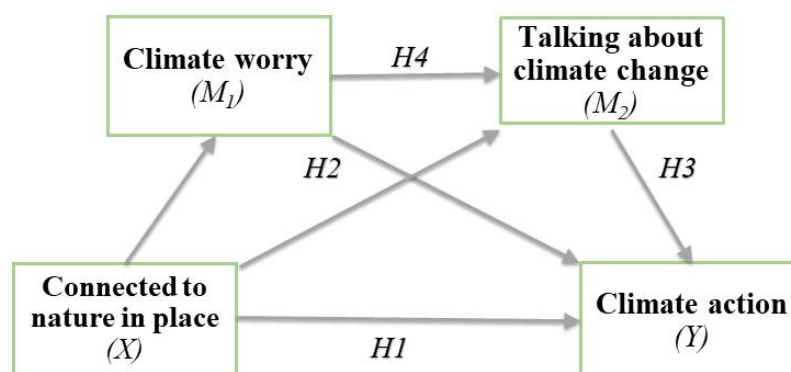 Climate worry
(M₁)
H4
Talking about
climate change
(M₂)
H2
H3
Connected to
nature in place
(X)
H1
Climate action
(Y)